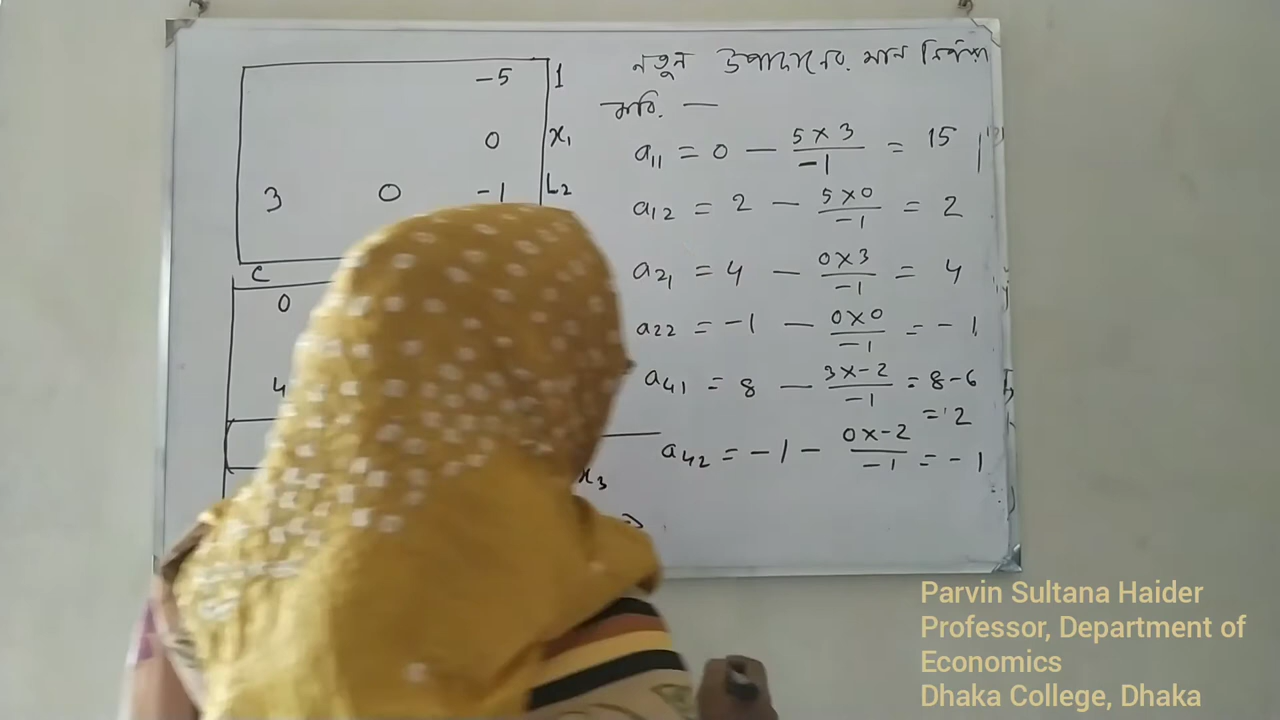 -5 1
0 x₁
3 0 -1 L₂
C
0
4
x₃
নতুন উপাদানের মান নির্ণয়
করি. —
a₁₁ = 0 — 5 x 3 / -1 = 15
a₁₂ = 2 — 5 x 0 / -1 = 2
a₂₁ = 4 — 0 x 3 / -1 = 4
a₂₂ = -1 — 0 x 0 / -1 = -1
a₄₁ = 8 — 3 x -2 / -1 = 8-6
= 2
a₄₂ = -1 - 0 x -2 / -1 = -1
Parvin Sultana Haider
Professor, Department of
Economics
Dhaka College, Dhaka